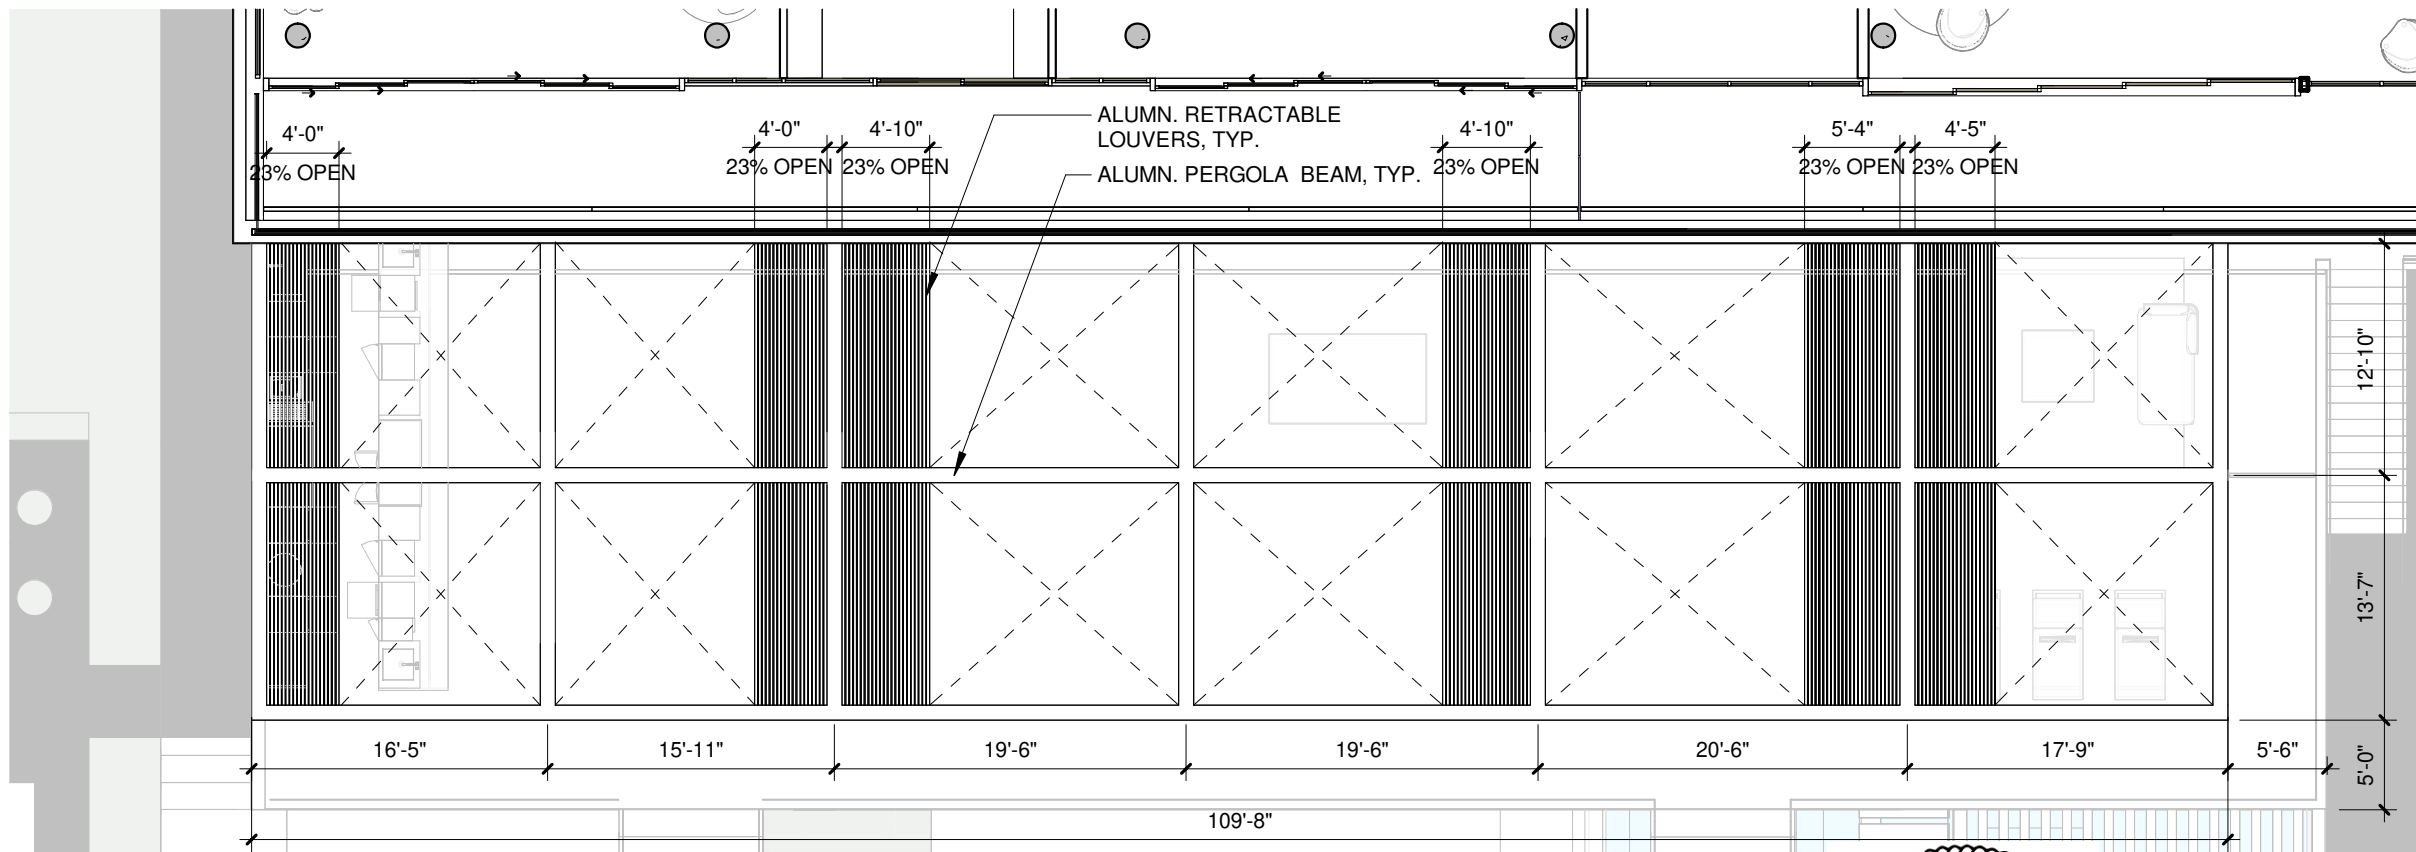 ALUMN. RETRACTABLE
LOUVERS, TYP.
4'-0"
4'-0"
4'-10"
4'-10"
5'-4"
4'-5"
23% OPEN
23% OPEN
23% OPEN
23% OPEN
23% OPEN
23% OPEN
ALUMN. PERGOLA BEAM, TYP.
12'-10"
13'-7"
16'-5"
15'-11"
19'-6"
19'-6"
20'-6"
17'-9"
5'-6"
5'-0"
109'-8"